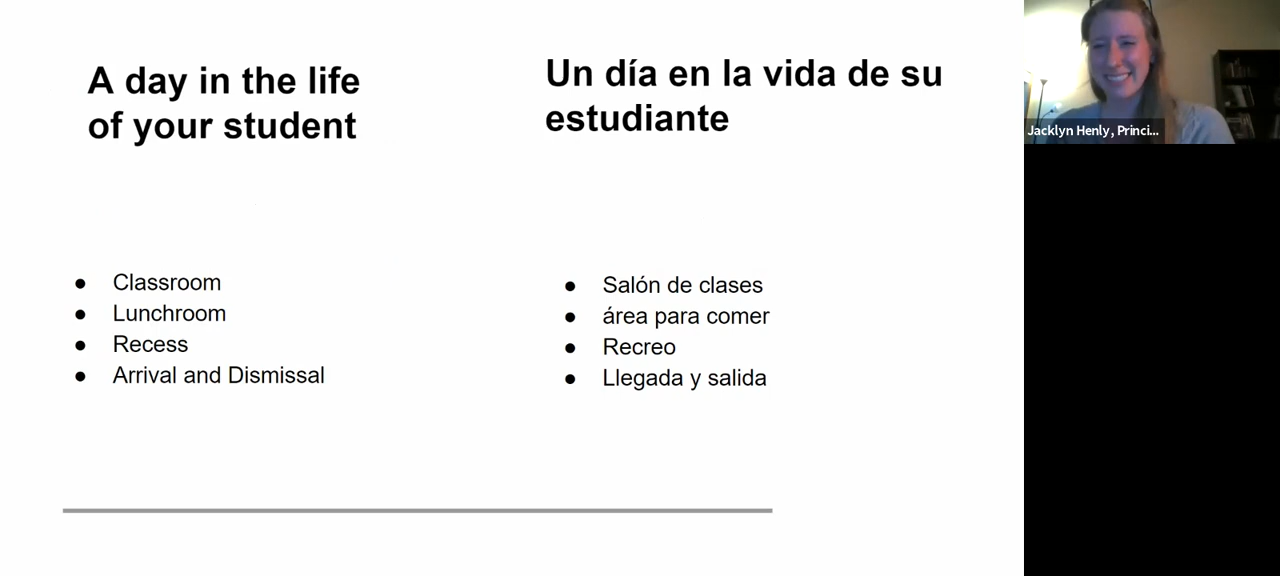 A day in the life
of your student
Classroom
Lunchroom
Recess
Arrival and Dismissal
Un día en la vida de su
estudiante
Salón de clases
área para comer
Recreo
Llegada y salida
Jacklyn Henly, Princi...